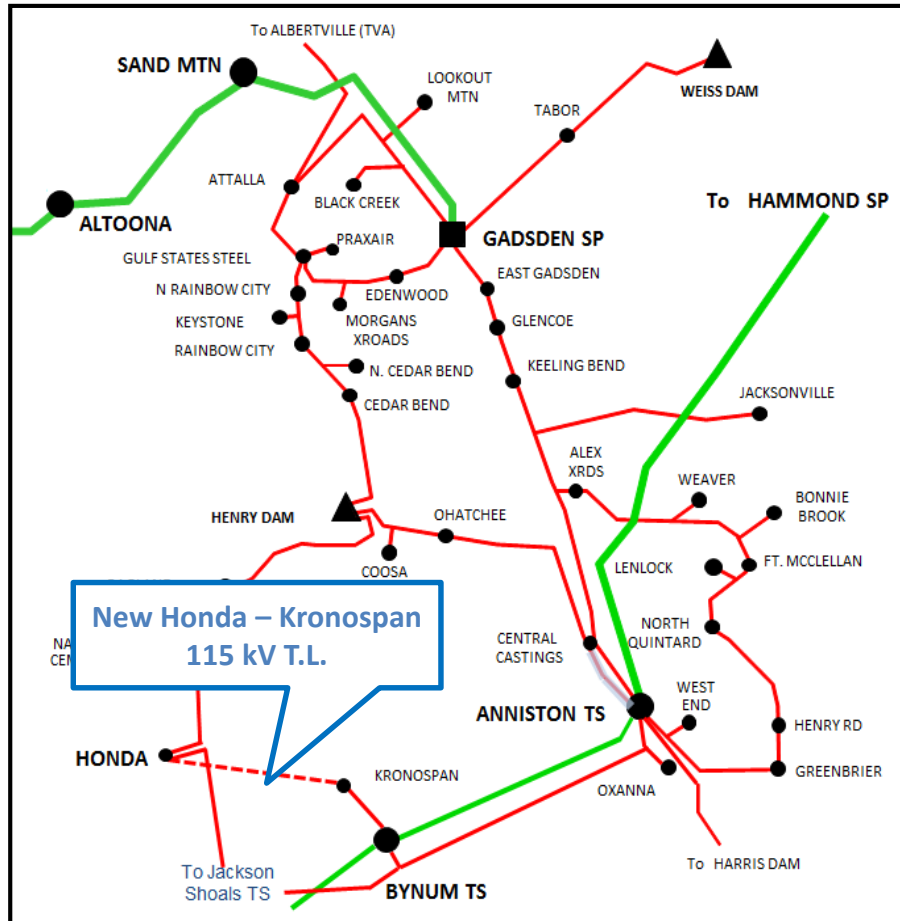 To ALBERTVILLE (TVA)
SAND MTN
LOOKOUT
MTN
WEISS DAM
TABOR
ATTALLA
BLACK CREEK
To HAMMOND SP
ALTOONA
PRAXAIR
GADSDEN SP
GULF STATES STEEL
EAST GADSDEN
N RAINBOW CITY
EDENWOOD
KEYSTONE
MORGANS
XROADS
GLENCOE
RAINBOW CITY
N. CEDAR BEND
KEELING BEND
CEDAR BEND
JACKSONVILLE
ALEX
XRDS
WEAVER
BONNIE
BROOK
HENRY DAM
OHATCHEE
COOSA
LENLOCK
FT. MCCLELLAN
New Honda – Kronospan
115 kV T.L.
NORTH
QUINTARD
CENTRAL
CASTINGS
WEST
END
ANNISTON TS
HENRY RD
HONDA
KRONOSPAN
GREENBRIER
OXANNA
To HARRIS DAM
To Jackson
Shoals TS
BYNUM TS